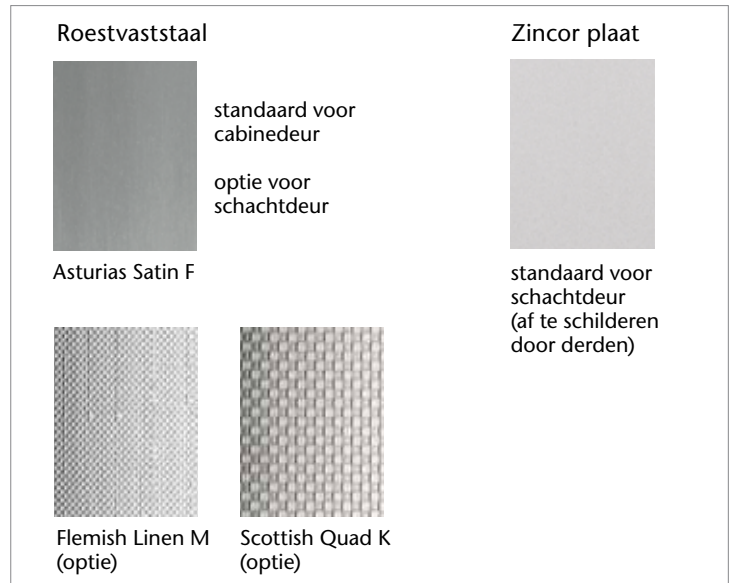 Roestvaststaal
Zincor plaat
standaard voor
cabinedeur
optie voor
schachtdeur
Asturias Satin F
standaard voor
schachtdeur
(af te schilderen
door derden)
Flemish Linen M
(optie)
Scottish Quad K
(optie)